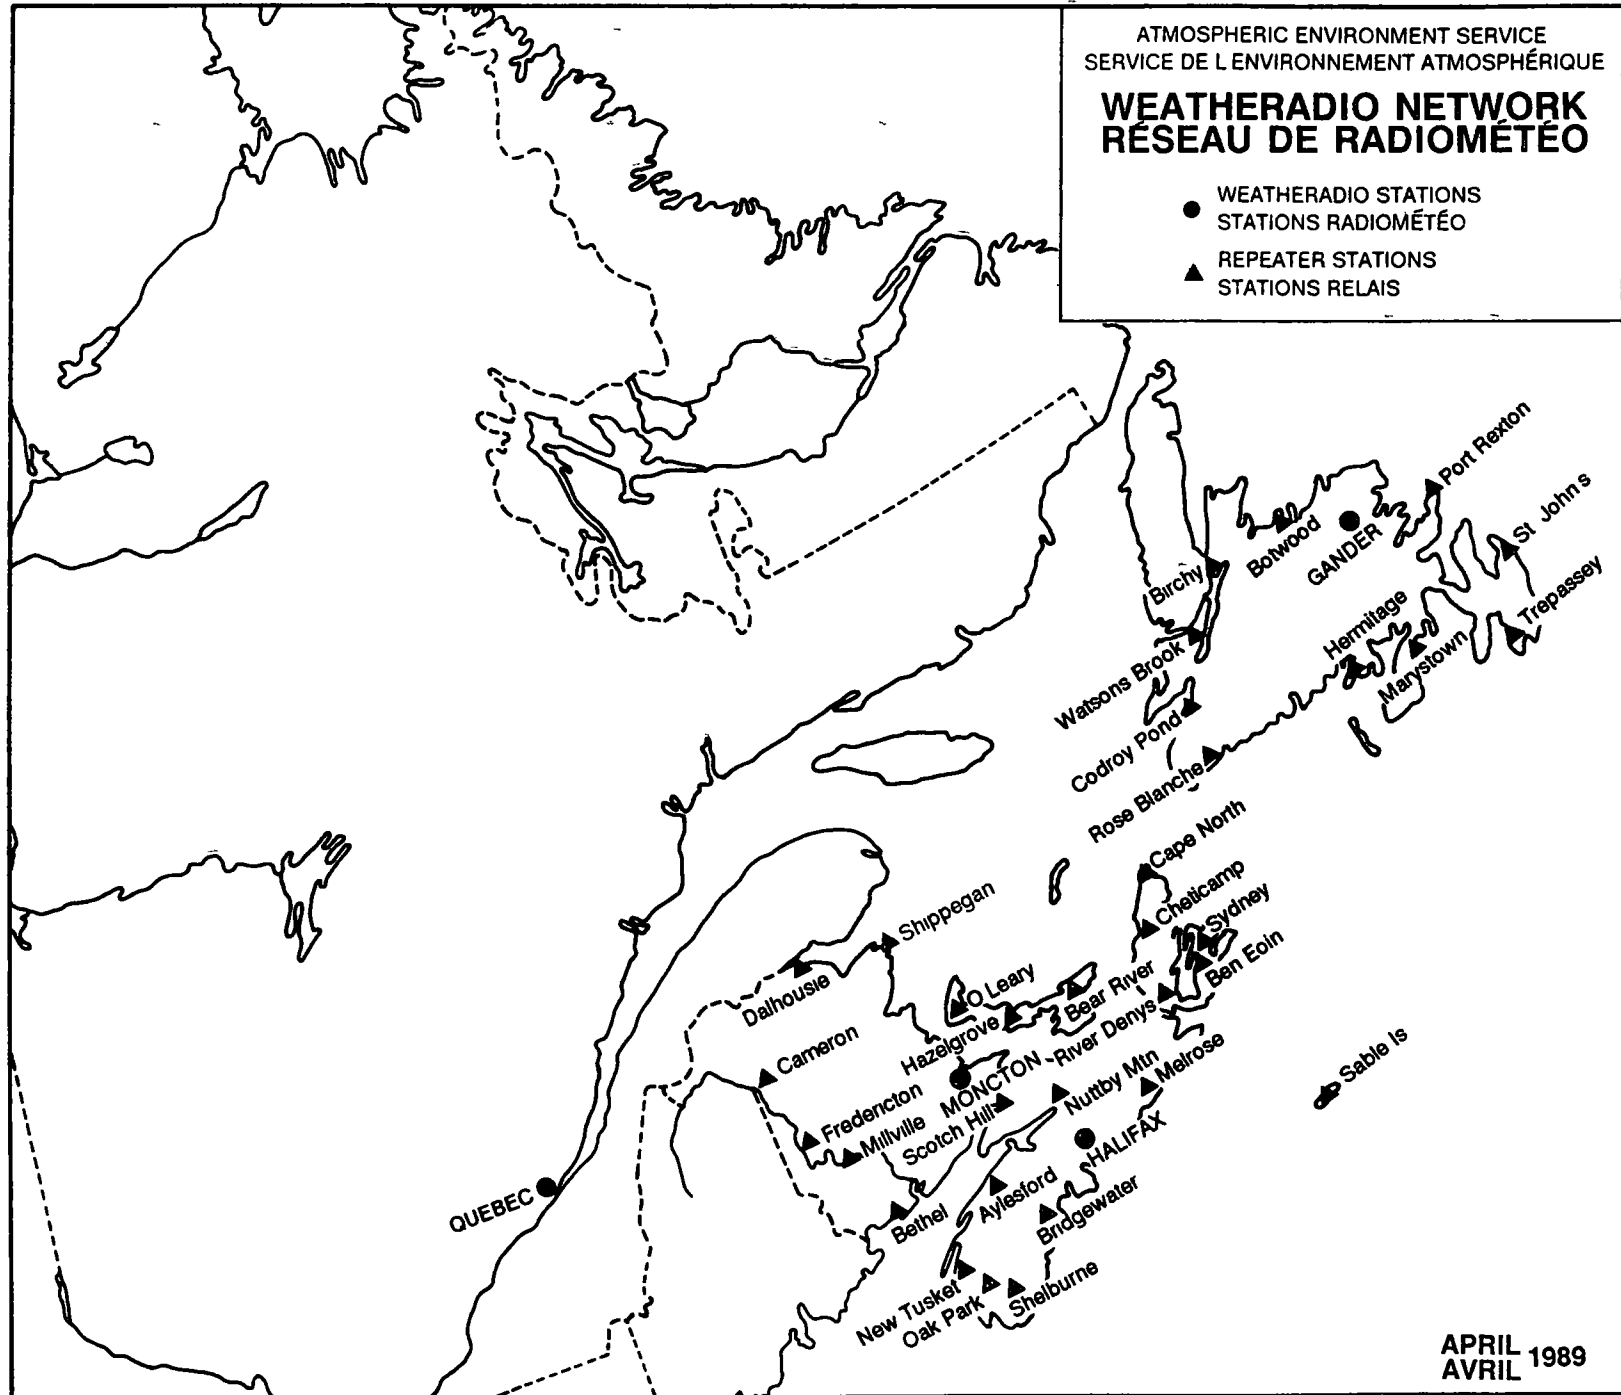 ATMOSPHERIC ENVIRONMENT SERVICE
SERVICE DE L ENVIRONNEMENT ATMOSPHÉRIQUE
WEATHERADIO NETWORK
RÉSEAU DE RADIOMÉTÉO
WEATHERADIO STATIONS
STATIONS RADIOMÉTÉO
REPEATER STATIONS
STATIONS RELAIS
Port Rexton
St Johns
Botwood
GANDER
Birchy
Trepassey
Hermitage
Marystown
Watsons Brook
Codroy Pond
Rose Blanche
Cape North
Cheticamp
Sydney
Ben Eoin
Shippegan
Dalhousie
O Leary
Bear River
Hazelgrove
River Denys
Cameron
MONCTON
Nuttby Mtn
Melrose
Sable Is
Fredericton
Millville
Scotch Hill
HALIFAX
QUEBEC
Bethel
Aylesford
Bridgewater
New Tusket
Oak Park
Shelburne
APRIL
AVRIL
1989